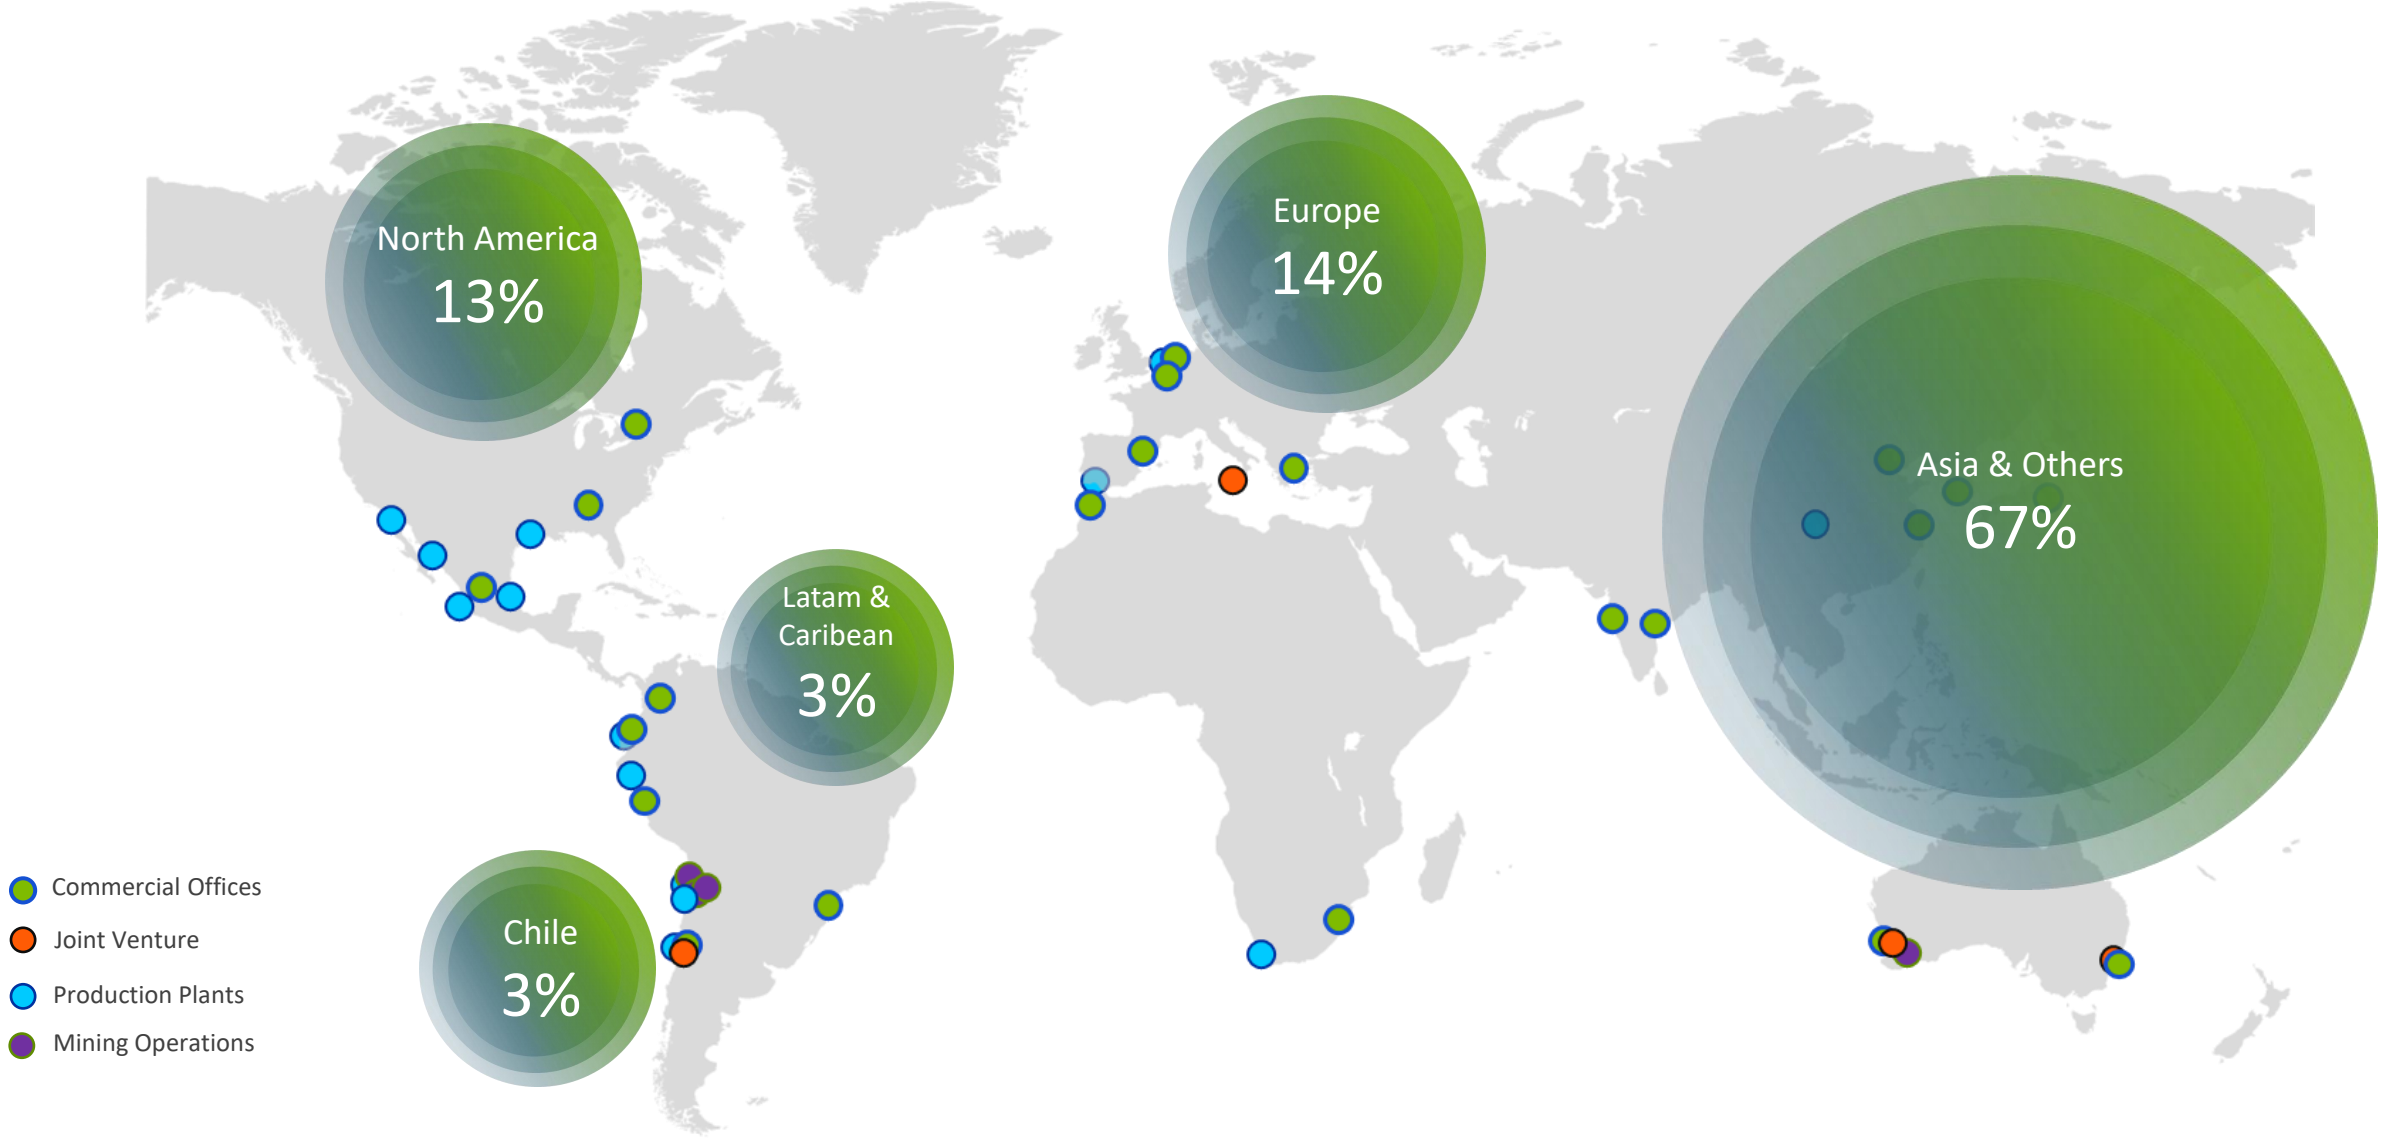 North America
13%
Europe
14%
Asia & Others
67%
Latam &
Caribean
3%
Chile
3%
Commercial Offices
Joint Venture
Production Plants
Mining Operations